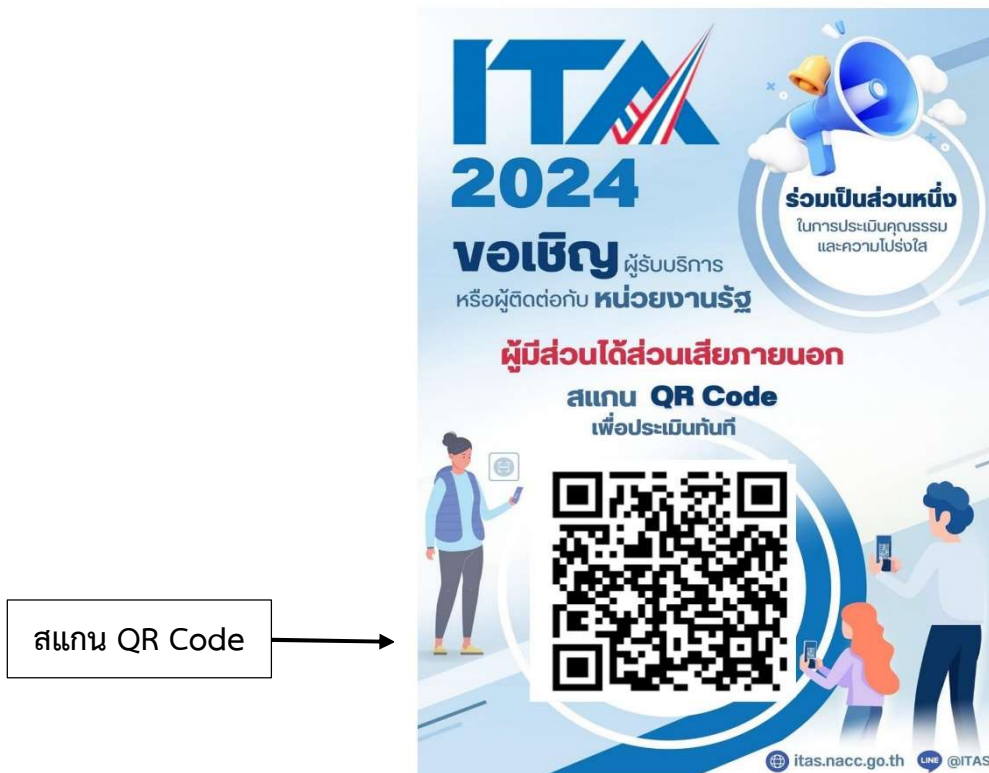 ITA
2024
ร่วมเป็นส่วนหนึ่ง
ในการประเมินคุณธรรม
และความโปร่งใส
ขอเชิญ ผู้รับบริการ
หรือผู้ติดต่อกับ หน่วยงานรัฐ
ผู้มีส่วนได้ส่วนเสียภายนอก
สแกน QR Code
เพื่อประเมินทันที
สแกน QR Code
itas.nacc.go.th LINE @ITAS